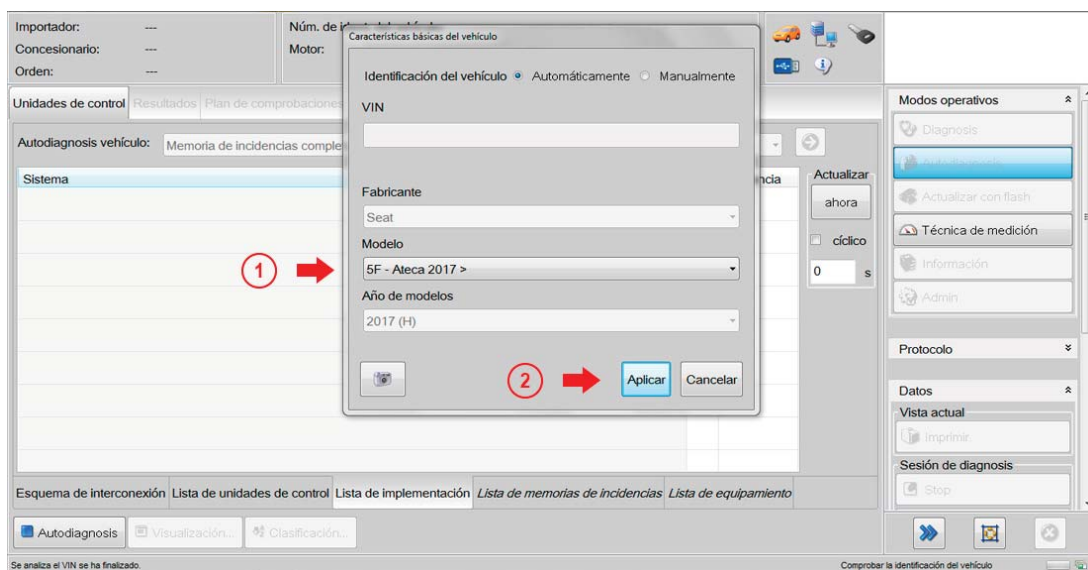 Importador: ---
Concesionario: ---
Orden: ---
Núm. de
Motor:
Características básicas del vehículo
Identificación del vehículo Automáticamente Manualmente
VIN
Fabricante
Seat
1
Modelo
5F - Ateca 2017 >
Año de modelos
2017 (H)
2
Aplicar
Cancelar
Unidades de control Resultados Plan de comprobaciones
Autodiagnosis vehículo: Memoria de incidencias comple
Sistema
ncia
Actualizar
ahora
cíclico
0 s
Esquema de interconexión Lista de unidades de control Lista de implementación Lista de memorias de incidencias Lista de equipamiento
Autodiagnosis Visualización... Clasificación...
Se analiza el VIN se ha finalizado.
Modos operativos
Diagnosis
Autodiagnosis
Actualizar con flash
Técnica de medición
Información
Admin
Protocolo
Datos
Vista actual
Imprimir
Sesión de diagnosis
Stop
Comprobar la identificación del vehículo